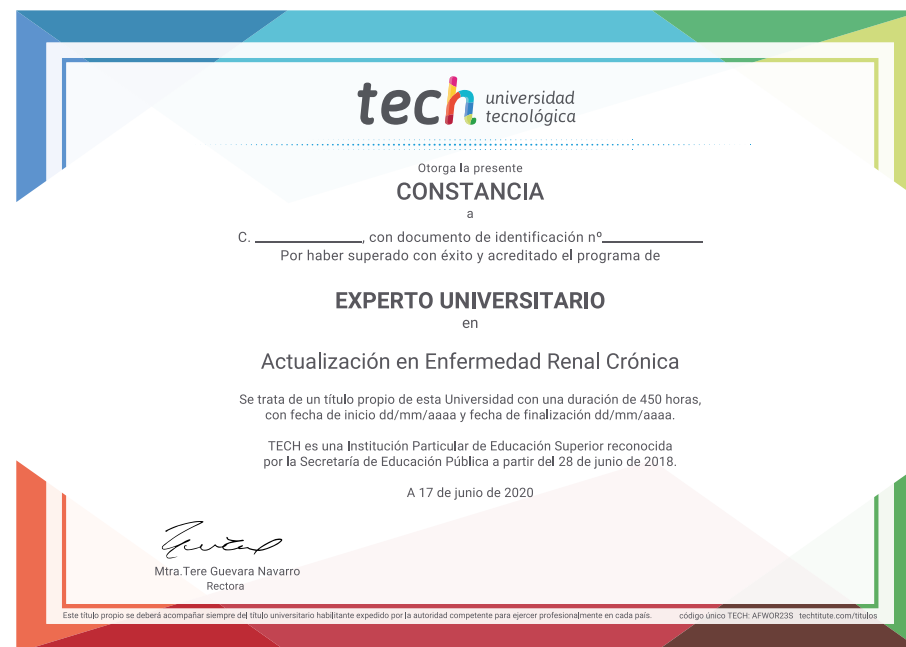 tech universidad
tecnológica
Otorga la presente
CONSTANCIA
a
C. ____________, con documento de identificación nº____________
Por haber superado con éxito y acreditado el programa de
EXPERTO UNIVERSITARIO
en
Actualización en Enfermedad Renal Crónica
Se trata de un título propio de esta Universidad con una duración de 450 horas,
con fecha de inicio dd/mm/aaaa y fecha de finalización dd/mm/aaaa.
TECH es una Institución Particular de Educación Superior reconocida
por la Secretaría de Educación Pública a partir del 28 de junio de 2018.
A 17 de junio de 2020
Mtra.Tere Guevara Navarro
Rectora
Este título propio se deberá acompañar siempre del título universitario habilitante expedido por la autoridad competente para ejercer profesionalmente en cada país. código único TECH: AFWOR23S techtitute.com/titulos